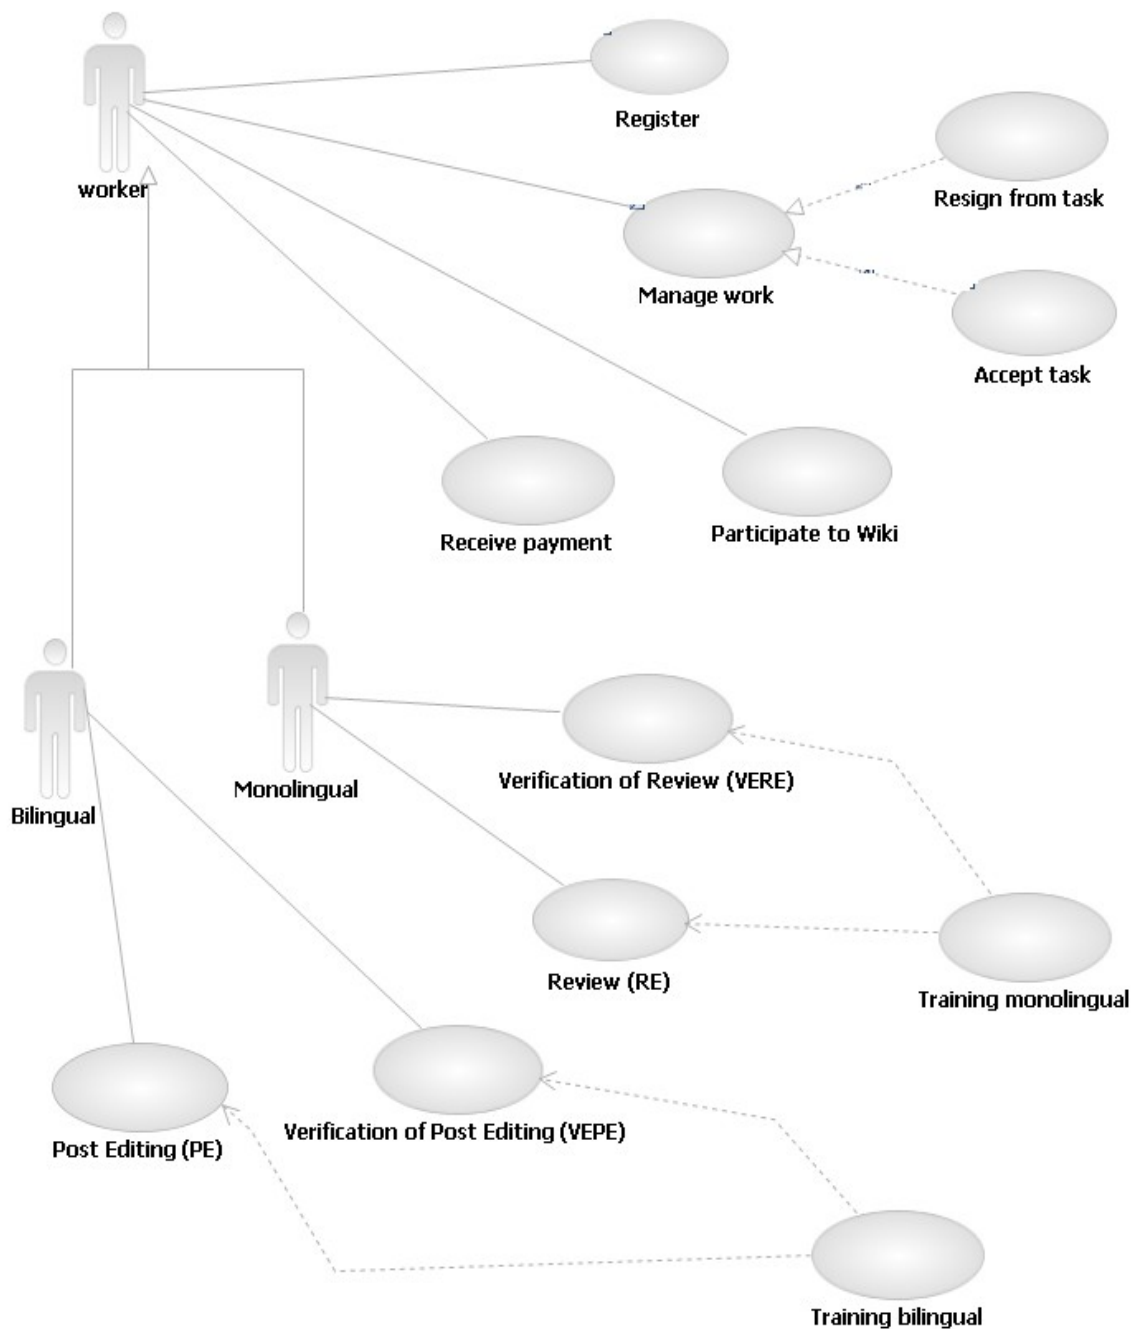 Register
worker
Resign from task
Manage work
Accept task
Receive payment
Participate to Wiki
Bilingual
Monolingual
Verification of Review (VERE)
Review (RE)
Training monolingual
Post Editing (PE)
Verification of Post Editing (VEPE)
Training bilingual